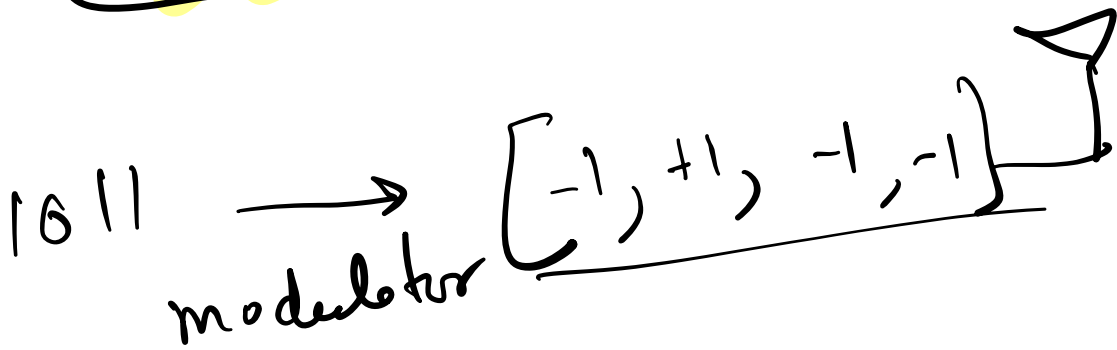 1011 → [-1, +1, -1, -1]
modulator